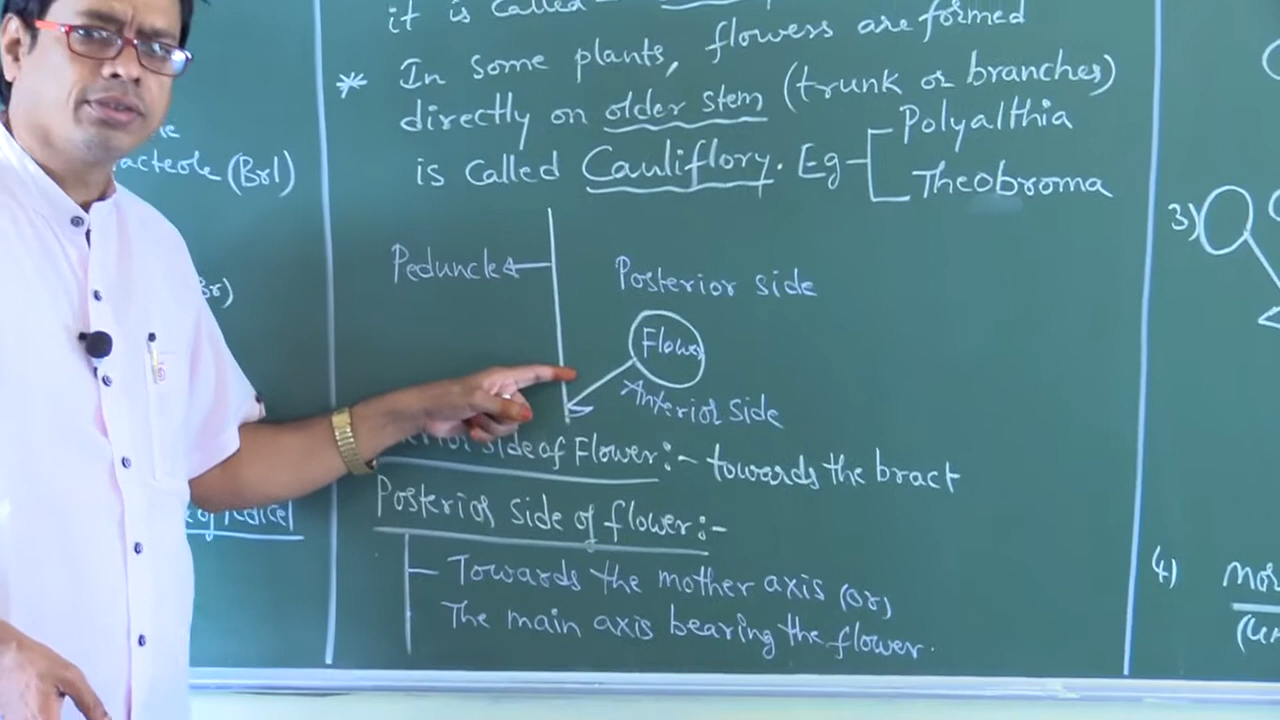 it is called
* In some plants, flowers are formed
directly on older stem (trunk or branches)
is called Cauliflory. Eg Polyalthia
Theobroma
(Brl)
Br)
Peduncle
Posterior side
Flower
Anterior side
side of Flower:- towards the bract
Posterior side of flower:-
Towards the mother axis (or)
The main axis bearing the flower.
3)
4)